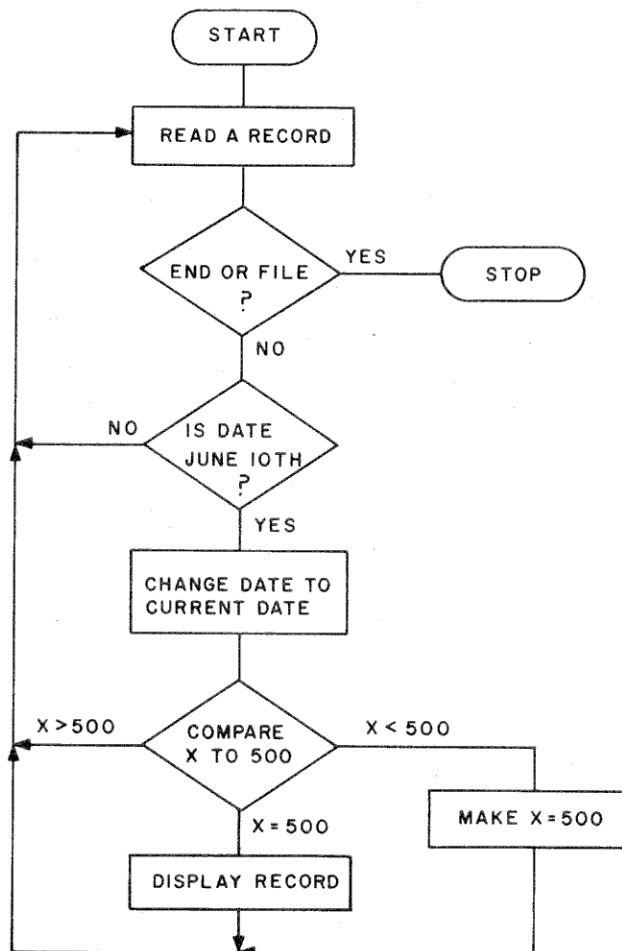 START
READ A RECORD
END OR FILE
?
YES
STOP
NO
NO
IS DATE
JUNE 10TH
?
YES
CHANGE DATE TO
CURRENT DATE
X>500
COMPARE
X TO 500
X<500
X=500
MAKE X=500
DISPLAY RECORD